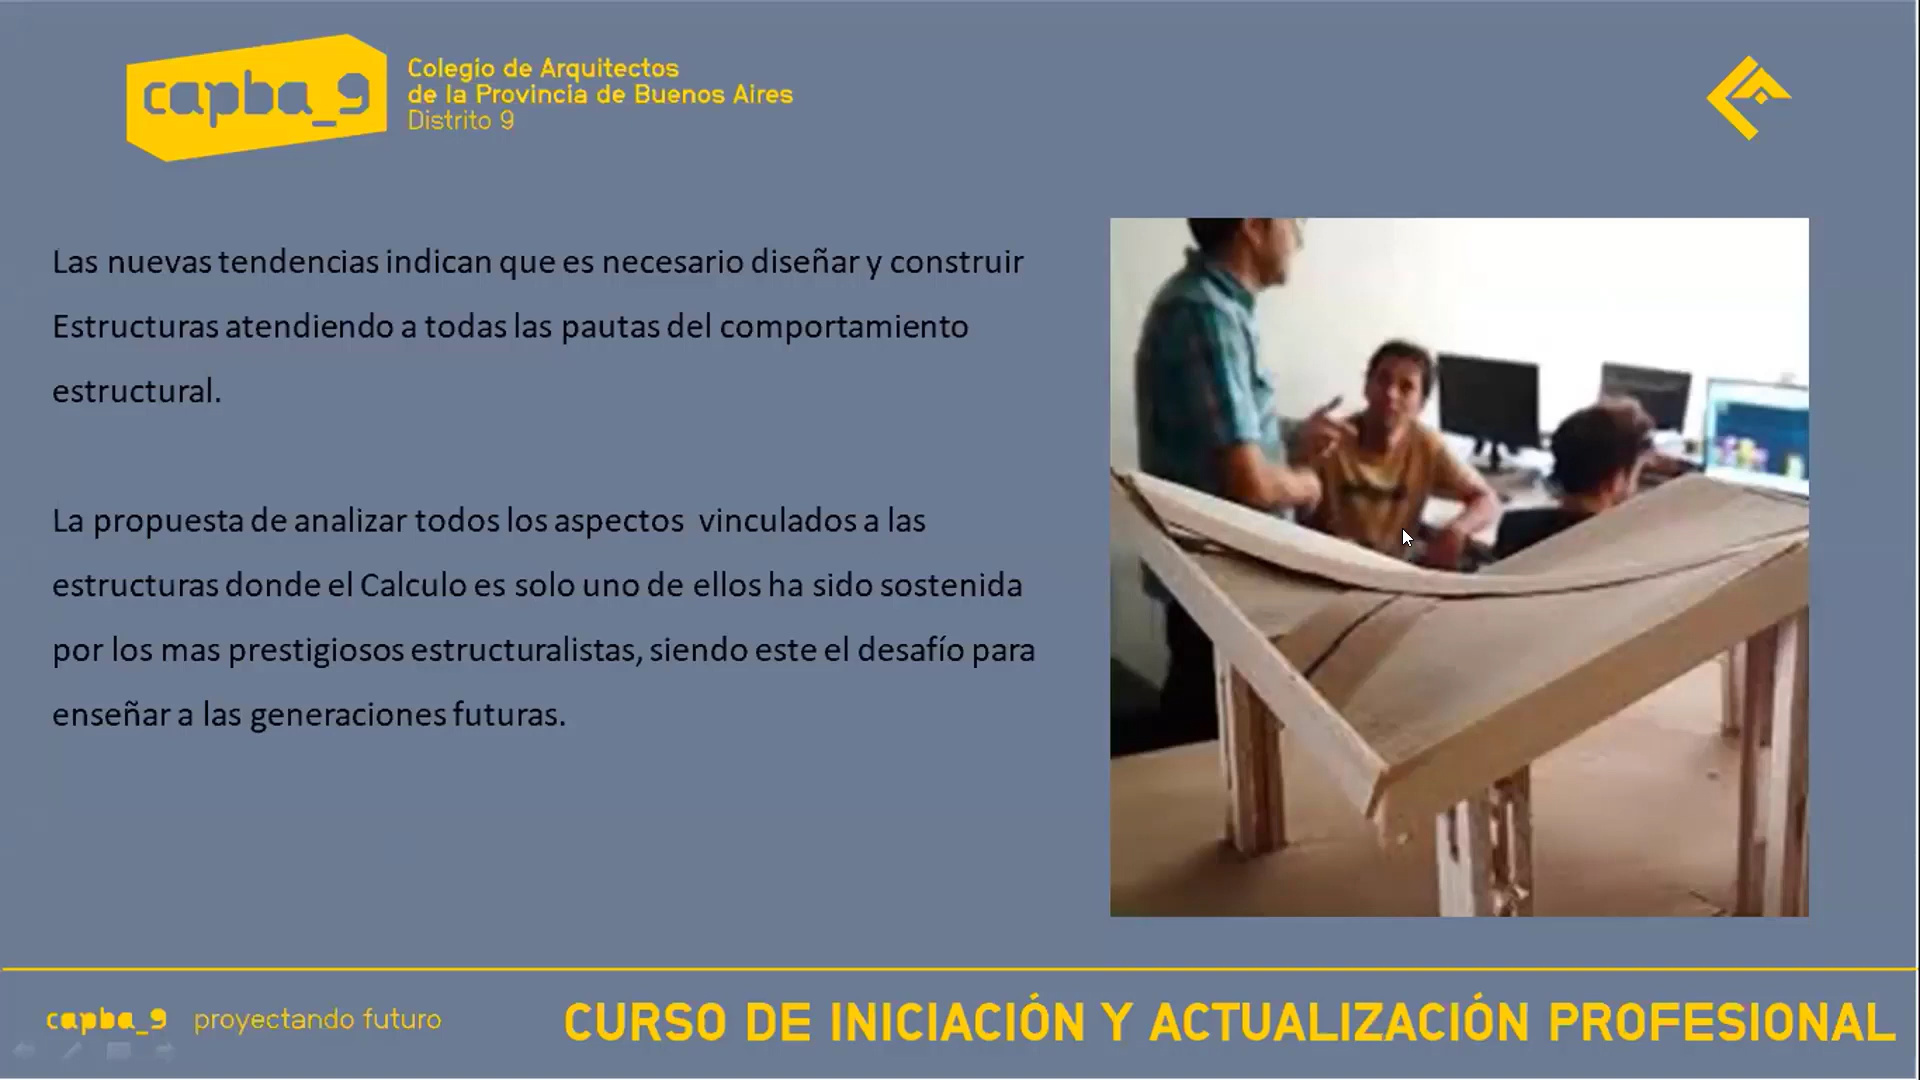 capba_9
Colegio de Arquitectos
de la Provincia de Buenos Aires
Distrito 9
Las nuevas tendencias indican que es necesario diseñar y construir
Estructuras atendiendo a todas las pautas del comportamiento
estructural.
La propuesta de analizar todos los aspectos vinculados a las
estructuras donde el Calculo es solo uno de ellos ha sido sostenida
por los mas prestigiosos estructuralistas, siendo este el desafío para
enseñar a las generaciones futuras.
capba_9 proyectando futuro
CURSO DE INICIACIÓN Y ACTUALIZACIÓN PROFESIONAL